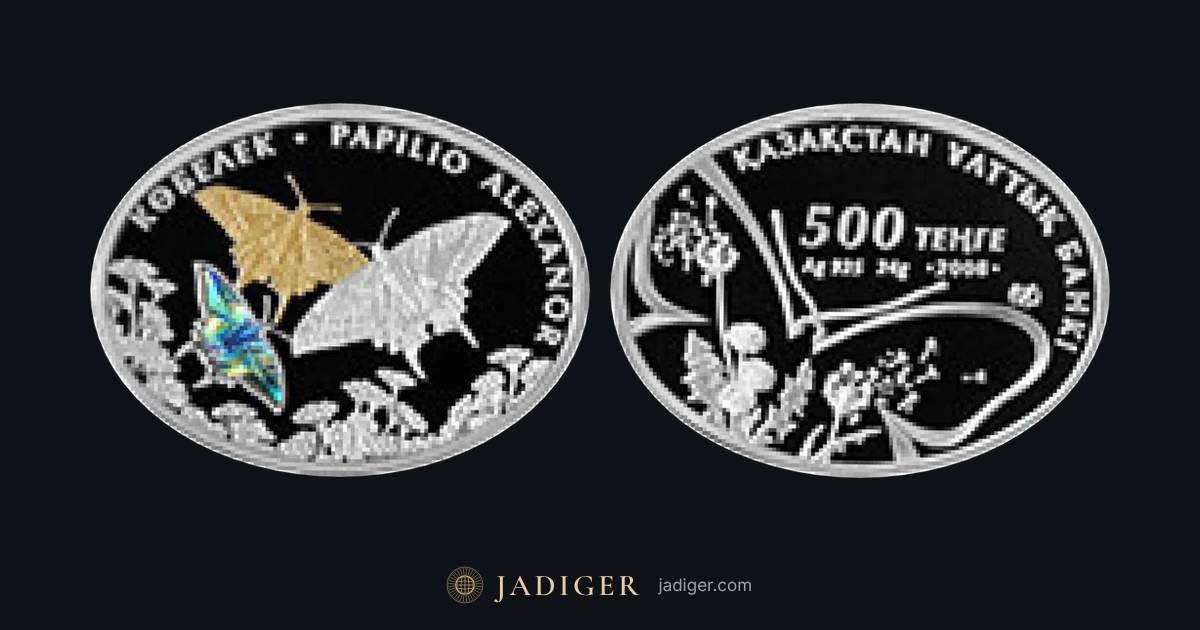 КӨБЕЛЕК • PAPILIO ALEXANOR
ҚАЗАҚСТАН ҰЛТТЫҚ БАНКІ
500 ТЕҢГЕ
Ag 925 24g •2008•
JADIGER jadiger.com